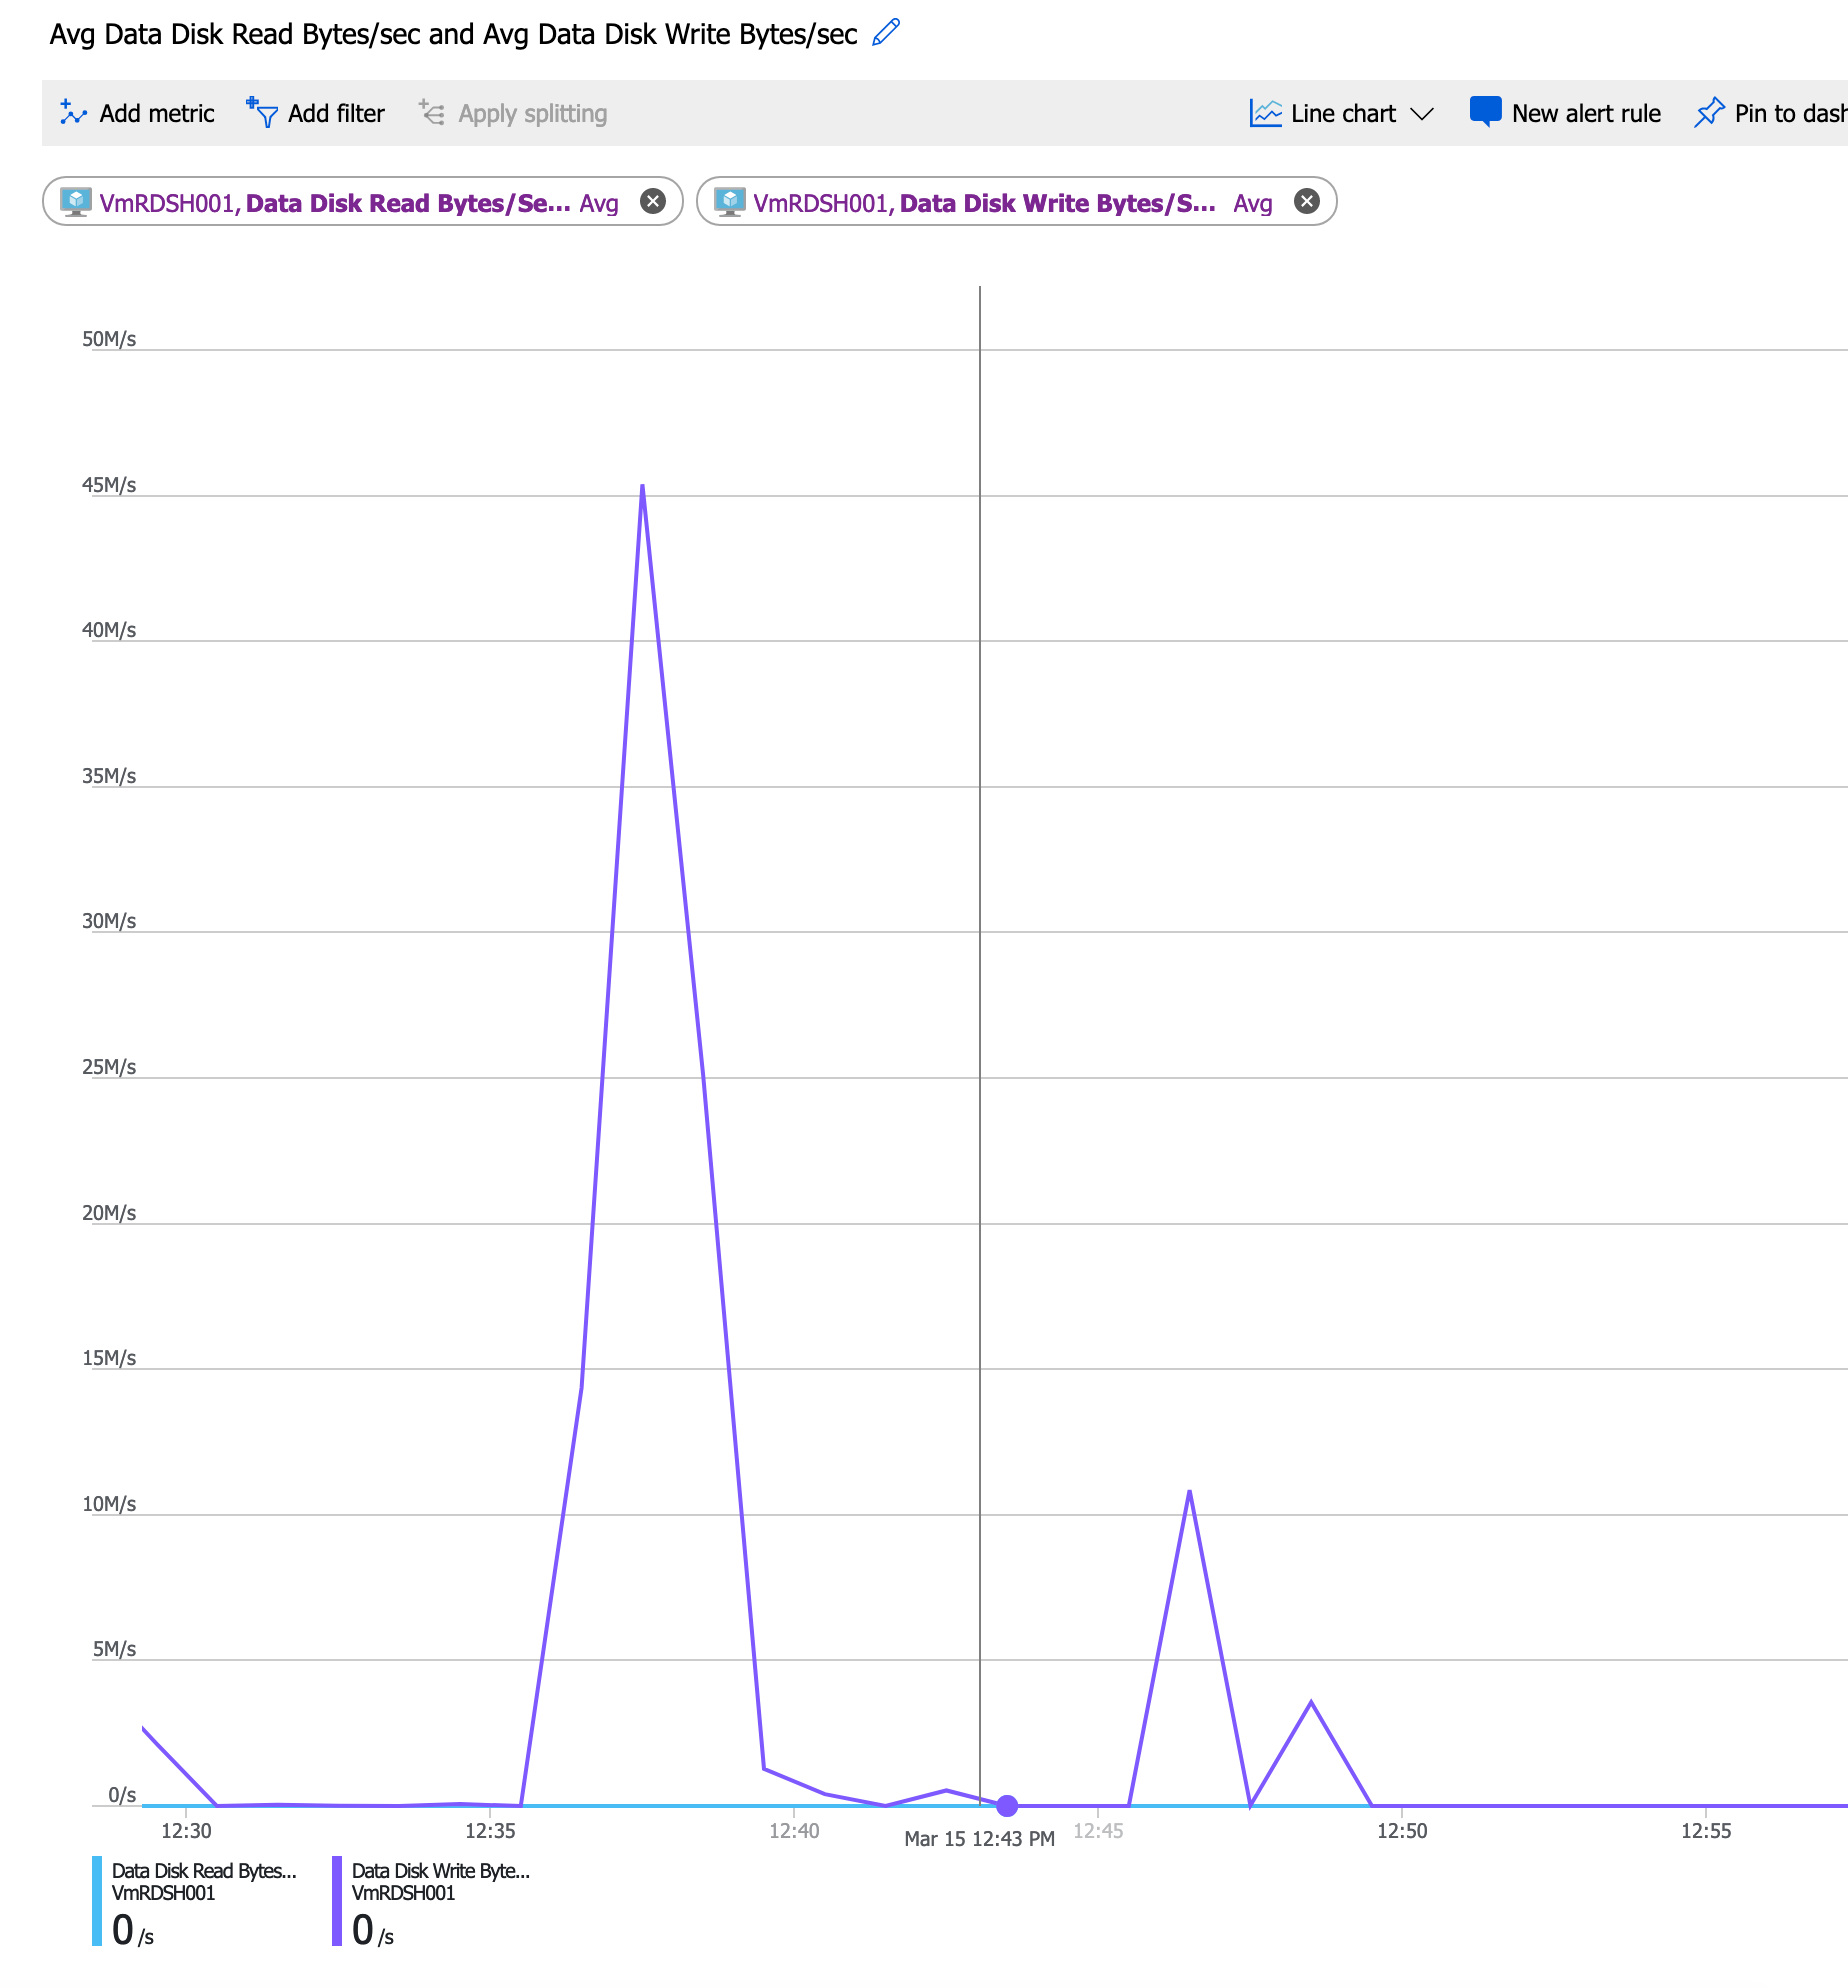 Avg Data Disk Read Bytes/sec and Avg Data Disk Write Bytes/sec
Add metric Add filter Apply splitting Line chart New alert rule Pin to dash
VmRDSH001, Data Disk Read Bytes/Se... Avg VmRDSH001, Data Disk Write Bytes/S... Avg
50M/s
45M/s
40M/s
35M/s
30M/s
25M/s
20M/s
15M/s
10M/s
5M/s
0/s
12:30 12:35 12:40 Mar 15 12:43 PM 12:45 12:50 12:55
Data Disk Read Bytes... Data Disk Write Byte...
VmRDSH001 VmRDSH001
0 /s 0 /s